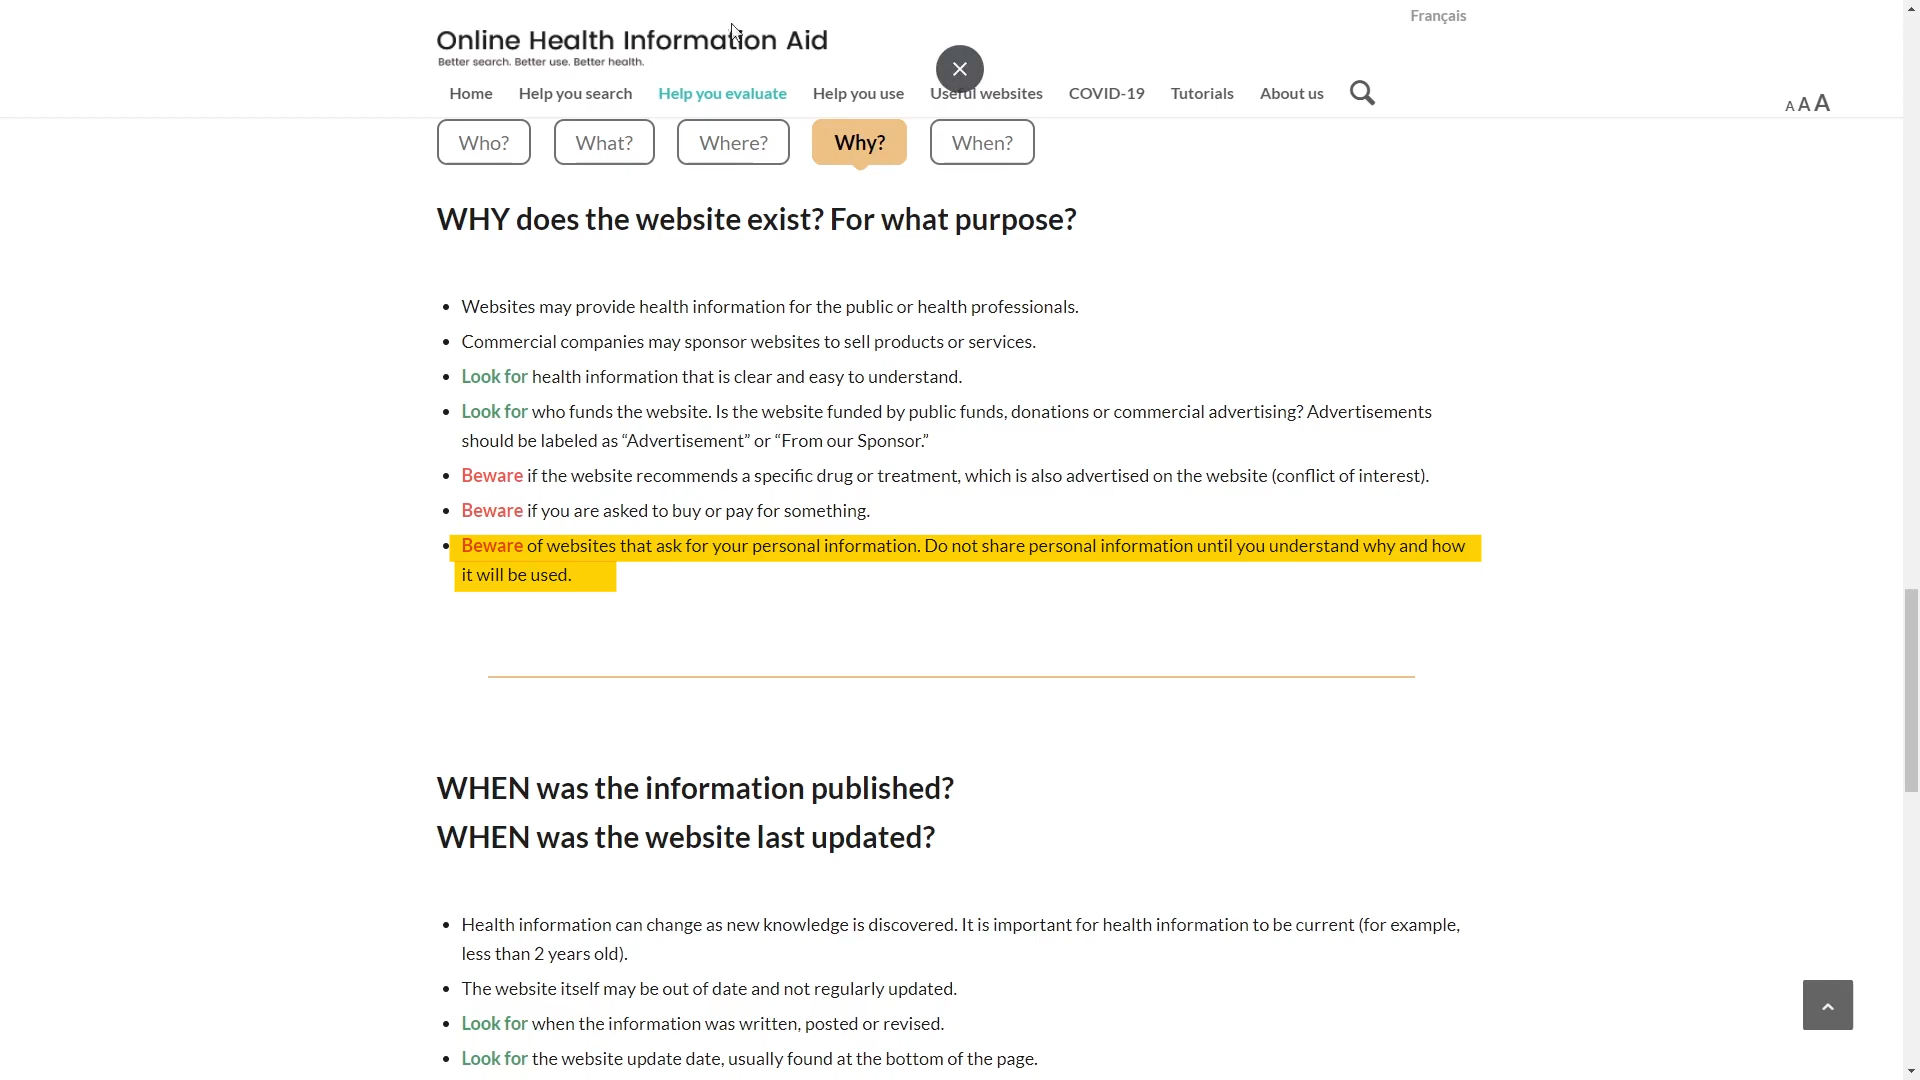 Français
Online Health Information Aid
Better search. Better use. Better health.
Home Help you search Help you evaluate Help you use Useful websites COVID-19 Tutorials About us
A A A
Who? What? Where? Why? When?
WHY does the website exist? For what purpose?
• Websites may provide health information for the public or health professionals.
• Commercial companies may sponsor websites to sell products or services.
• Look for health information that is clear and easy to understand.
• Look for who funds the website. Is the website funded by public funds, donations or commercial advertising? Advertisements
should be labeled as “Advertisement” or “From our Sponsor.”
• Beware if the website recommends a specific drug or treatment, which is also advertised on the website (conflict of interest).
• Beware if you are asked to buy or pay for something.
• Beware of websites that ask for your personal information. Do not share personal information until you understand why and how
it will be used.
WHEN was the information published?
WHEN was the website last updated?
• Health information can change as new knowledge is discovered. It is important for health information to be current (for example,
less than 2 years old).
• The website itself may be out of date and not regularly updated.
• Look for when the information was written, posted or revised.
• Look for the website update date, usually found at the bottom of the page.